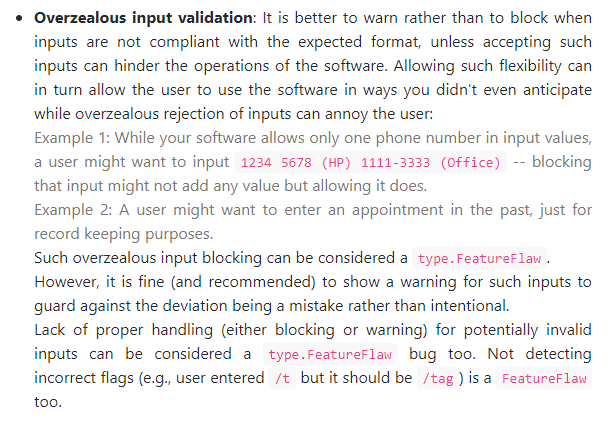 • Overzealous input validation: It is better to warn rather than to block when
inputs are not compliant with the expected format, unless accepting such
inputs can hinder the operations of the software. Allowing such flexibility can
in turn allow the user to use the software in ways you didn't even anticipate
while overzealous rejection of inputs can annoy the user:
Example 1: While your software allows only one phone number in input values,
a user might want to input 1234 5678 (HP) 1111-3333 (Office) -- blocking
that input might not add any value but allowing it does.
Example 2: A user might want to enter an appointment in the past, just for
record keeping purposes.
Such overzealous input blocking can be considered a type.FeatureFlaw.
However, it is fine (and recommended) to show a warning for such inputs to
guard against the deviation being a mistake rather than intentional.
Lack of proper handling (either blocking or warning) for potentially invalid
inputs can be considered a type.FeatureFlaw bug too. Not detecting
incorrect flags (e.g., user entered /t but it should be /tag) is a FeatureFlaw
too.